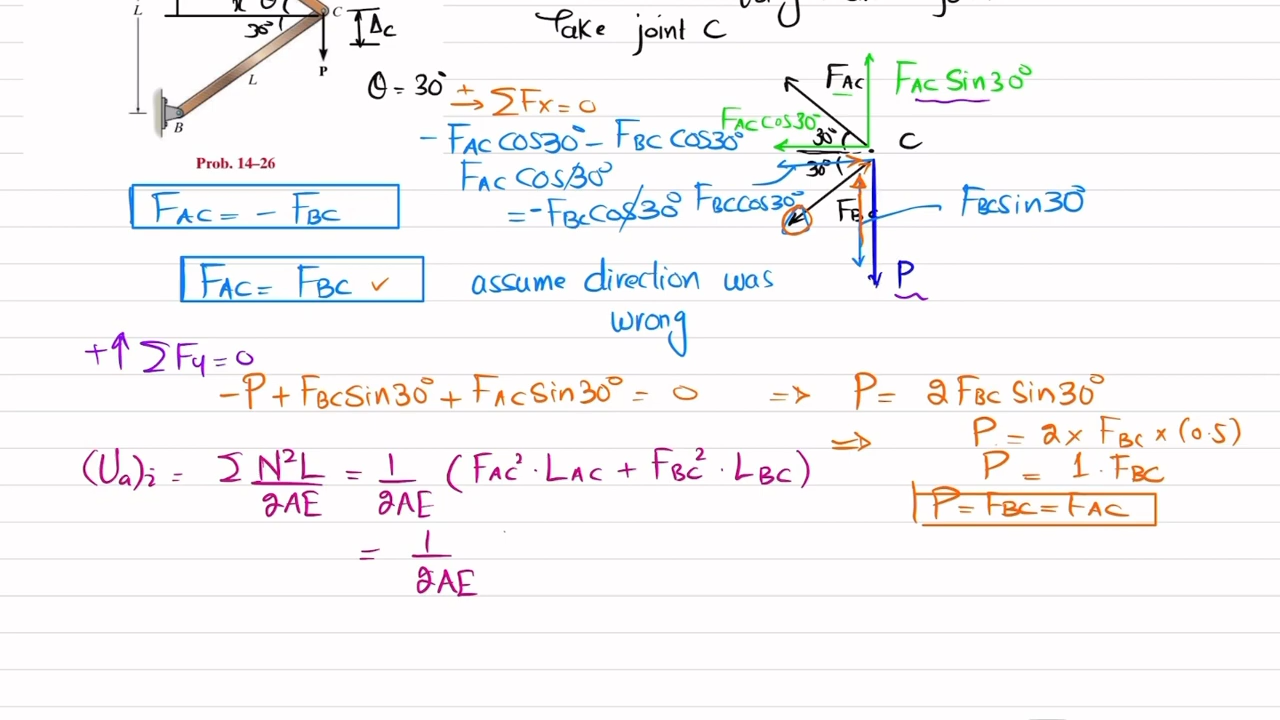 L
θ
C
30°
Δc
P
L
B
Prob. 14–26
Take joint C
θ = 30°
+→ ΣFx = 0
- FAC COS30° - FBC COS30°
FAC COS30°
= -FBC COS30°
FAC = - FBC
FAC = FBC ✓
assume direction was
wrong
FAC
FAC Sin30°
FAC COS30°
30°
C
30°
FBC COS30°
FBC
FBC sin30°
P
+↑ ΣFy = 0
-P + FBC Sin30° + FAC Sin30° = 0 => P = 2 FBC Sin30°
=> P = 2 x FBC x (0.5)
P = 1 . FBC
P = FBC = FAC
(Ua)i = Σ N²L / 2AE = 1 / 2AE (FAC² . LAC + FBC² . LBC)
= 1 / 2AE